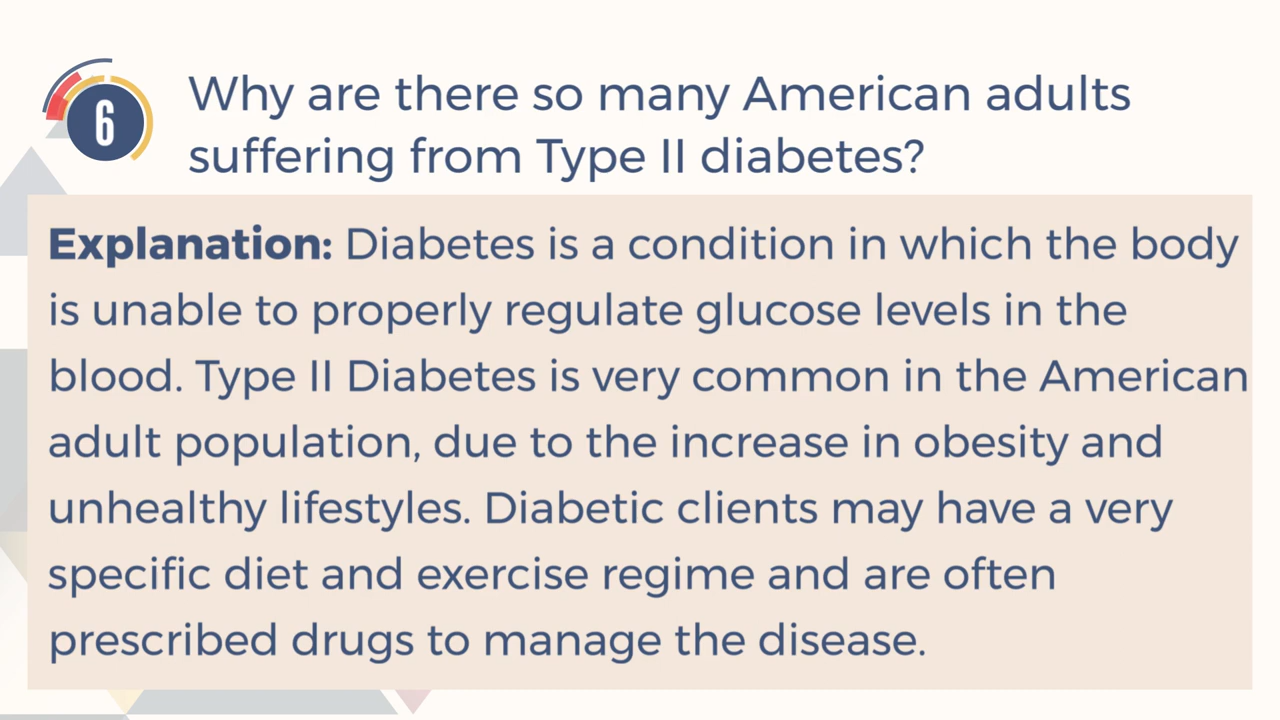 6
Why are there so many American adults
suffering from Type II diabetes?
Explanation: Diabetes is a condition in which the body
is unable to properly regulate glucose levels in the
blood. Type II Diabetes is very common in the American
adult population, due to the increase in obesity and
unhealthy lifestyles. Diabetic clients may have a very
specific diet and exercise regime and are often
prescribed drugs to manage the disease.